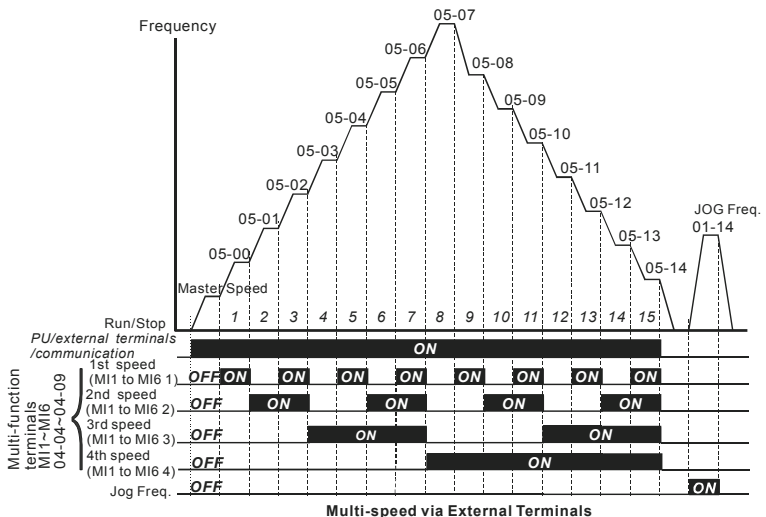 Frequency
05-07
05-06
05-08
05-05
05-09
05-04
05-10
05-03
05-11
05-02
05-12
JOG Freq.
05-01
01-14
05-13
05-00
05-14
Master Speed
Run/Stop 1 2 3 4 5 6 7 8 9 10 11 12 13 14 15
PU/external terminals
/communication
ON
Multi-function
terminals
MI1~MI6
04-04~04-09
1st speed
(MI1 to MI6 1)
OFF ON ON ON ON ON ON ON ON
2nd speed
(MI1 to MI6 2)
OFF ON ON ON ON
3rd speed
(MI1 to MI6 3)
OFF ON ON
4th speed
(MI1 to MI6 4)
OFF ON
Jog Freq. OFF ON
Multi-speed via External Terminals